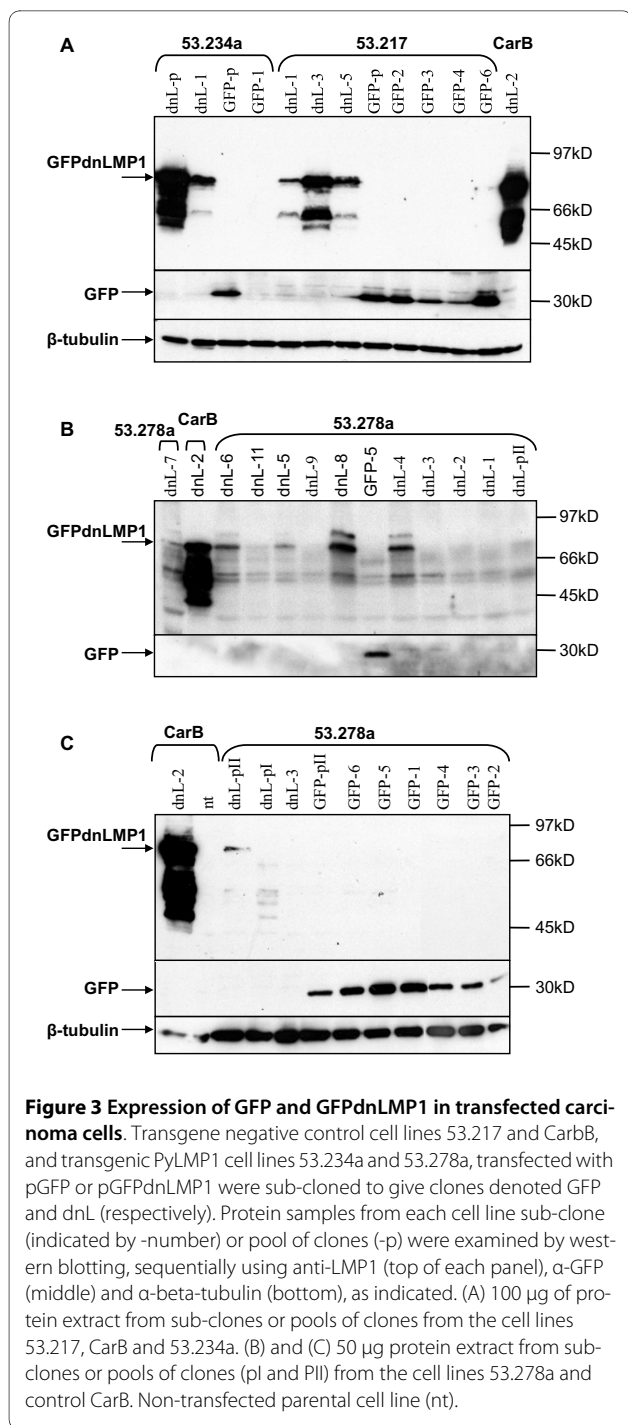 A
53.234a 53.217 CarB
dnL-p dnL-1 GFP-p GFP-1 dnL-1 dnL-3 dnL-5 GFP-p GFP-2 GFP-3 GFP-4 GFP-6 dnL-2
GFPdnLMP1
97kD
66kD
45kD
GFP
30kD
β-tubulin
B
53.278a CarB 53.278a
dnL-7 dnL-2 dnL-6 dnL-11 dnL-5 dnL-9 dnL-8 GFP-5 dnL-4 dnL-3 dnL-2 dnL-1 dnL-pII
GFPdnLMP1
97kD
66kD
45kD
GFP
30kD
C
CarB 53.278a
dnL-2 nt dnL-pII dnL-pI dnL-3 GFP-pII GFP-6 GFP-5 GFP-1 GFP-4 GFP-3 GFP-2
GFPdnLMP1
97kD
66kD
45kD
GFP
30kD
β-tubulin
Figure 3 Expression of GFP and GFPdnLMP1 in transfected carci-
noma cells. Transgene negative control cell lines 53.217 and CarbB,
and transgenic PyLMP1 cell lines 53.234a and 53.278a, transfected with
pGFP or pGFPdnLMP1 were sub-cloned to give clones denoted GFP
and dnL (respectively). Protein samples from each cell line sub-clone
(indicated by -number) or pool of clones (-p) were examined by west-
ern blotting, sequentially using anti-LMP1 (top of each panel), α-GFP
(middle) and α-beta-tubulin (bottom), as indicated. (A) 100 μg of pro-
tein extract from sub-clones or pools of clones from the cell lines
53.217, CarB and 53.234a. (B) and (C) 50 μg protein extract from sub-
clones or pools of clones (pI and PII) from the cell lines 53.278a and
control CarB. Non-transfected parental cell line (nt).